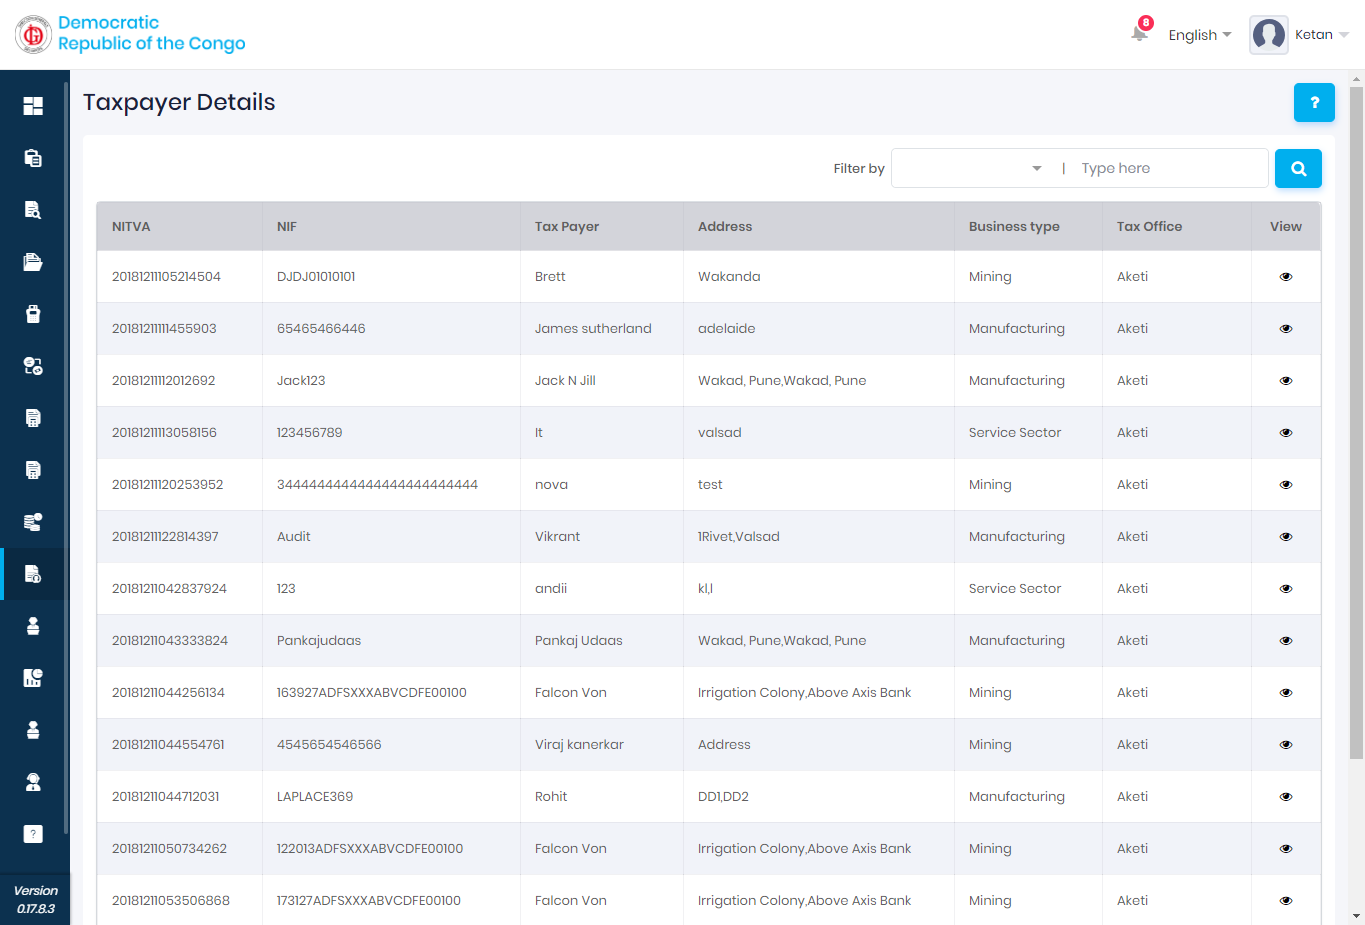 Democratic
Republic of the Congo
8
English
Ketan
Taxpayer Details
?
Filter by
| Type here
NITVA NIF Tax Payer Address Business type Tax Office View
20181211105214504 DJDJ01010101 Brett Wakanda Mining Aketi
20181211111455903 65465466446 James sutherland adelaide Manufacturing Aketi
20181211112012692 Jack123 Jack N Jill Wakad, Pune,Wakad, Pune Manufacturing Aketi
20181211113058156 123456789 It valsad Service Sector Aketi
20181211120253952 3444444444444444444444444 nova test Mining Aketi
20181211122814397 Audit Vikrant 1Rivet,Valsad Manufacturing Aketi
20181211042837924 123 andii kl,l Service Sector Aketi
20181211043333824 Pankajudaas Pankaj Udaas Wakad, Pune,Wakad, Pune Manufacturing Aketi
20181211044256134 163927ADFSXXXABVCDFE00100 Falcon Von Irrigation Colony,Above Axis Bank Mining Aketi
20181211044554761 4545654546566 Viraj kanerkar Address Mining Aketi
20181211044712031 LAPLACE369 Rohit DD1,DD2 Manufacturing Aketi
20181211050734262 122013ADFSXXXABVCDFE00100 Falcon Von Irrigation Colony,Above Axis Bank Mining Aketi
20181211053506868 173127ADFSXXXABVCDFE00100 Falcon Von Irrigation Colony,Above Axis Bank Mining Aketi
?
Version
0.17.8.3